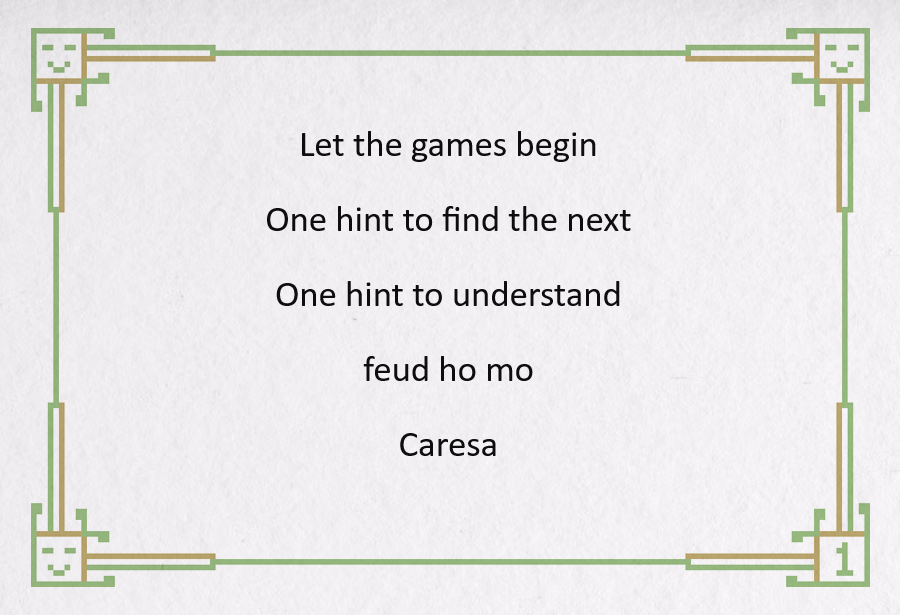 Let the games begin
One hint to find the next
One hint to understand
feud ho mo
Caresa
1